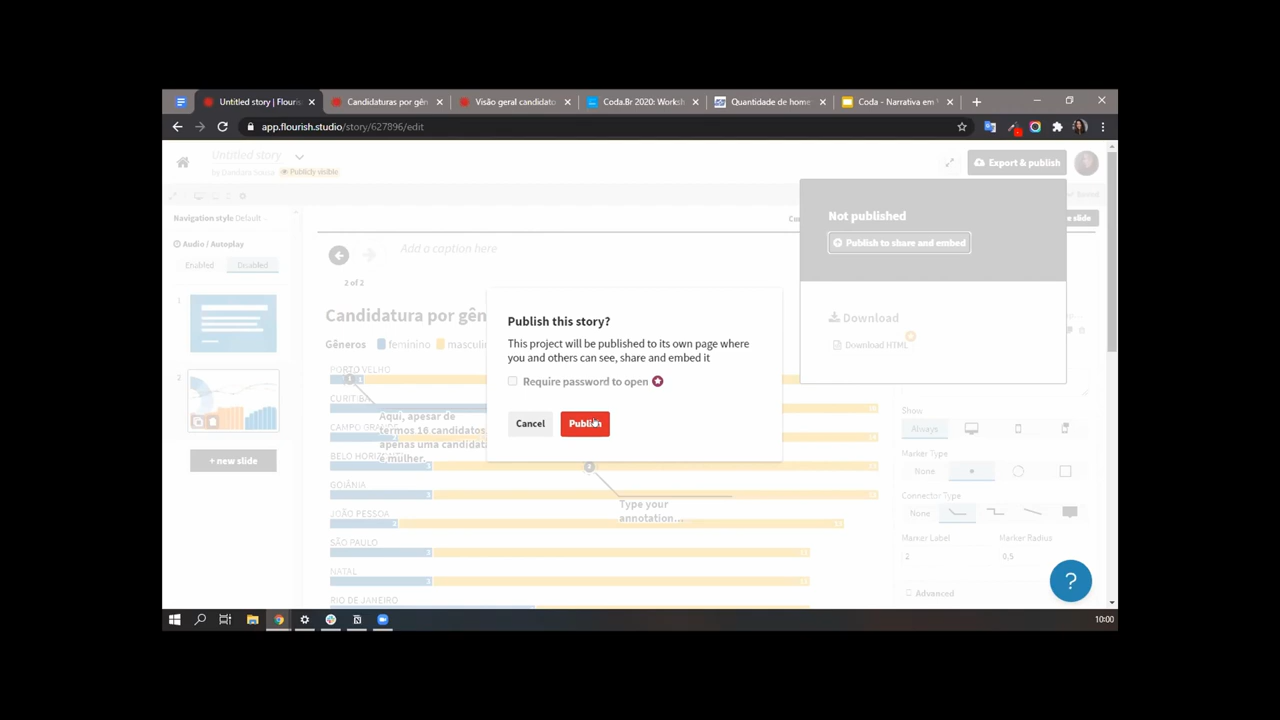 Untitled story | Flouris
Candidaturas por gên
Visão geral candidato
Coda.Br 2020: Worksh
Quantidade de home
Coda - Narrativa em V
app.flourish.studio/story/627896/edit
Untitled story
Publicly visible
Export & publish
Navigation style Default
Audio / Autoplay
Enabled
Disabled
1
2
+ new slide
Add a caption here
2 of 2
Candidatura por gên
Gêneros
feminino
masculin
PORTO VELHO
CURITIBA
CAMPO GRANDE
BELO HORIZONTE
GOIÂNIA
JOÃO PESSOA
SÃO PAULO
NATAL
RIO DE JANEIRO
Aqui, apesar de
termos 16 candidatos
apenas uma candidat
é mulher...
Type your
annotation...
Not published
Publish to share and embed
Download
Download HTML
Publish this story?
This project will be published to its own page where
you and others can see, share and embed it
Require password to open
Cancel
Publish
e slide
Show
Always
Marker Type
None
Connector Type
None
Marker Label
Marker Radius
2
0.5
Advanced
?
10:00